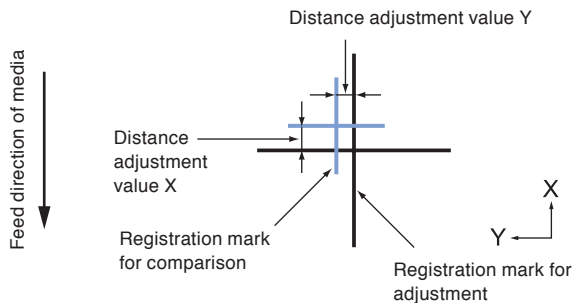 Distance adjustment value Y
Feed direction of media
Distance
adjustment
value X
Registration mark
for comparison
Registration mark for
adjustment
X
Y